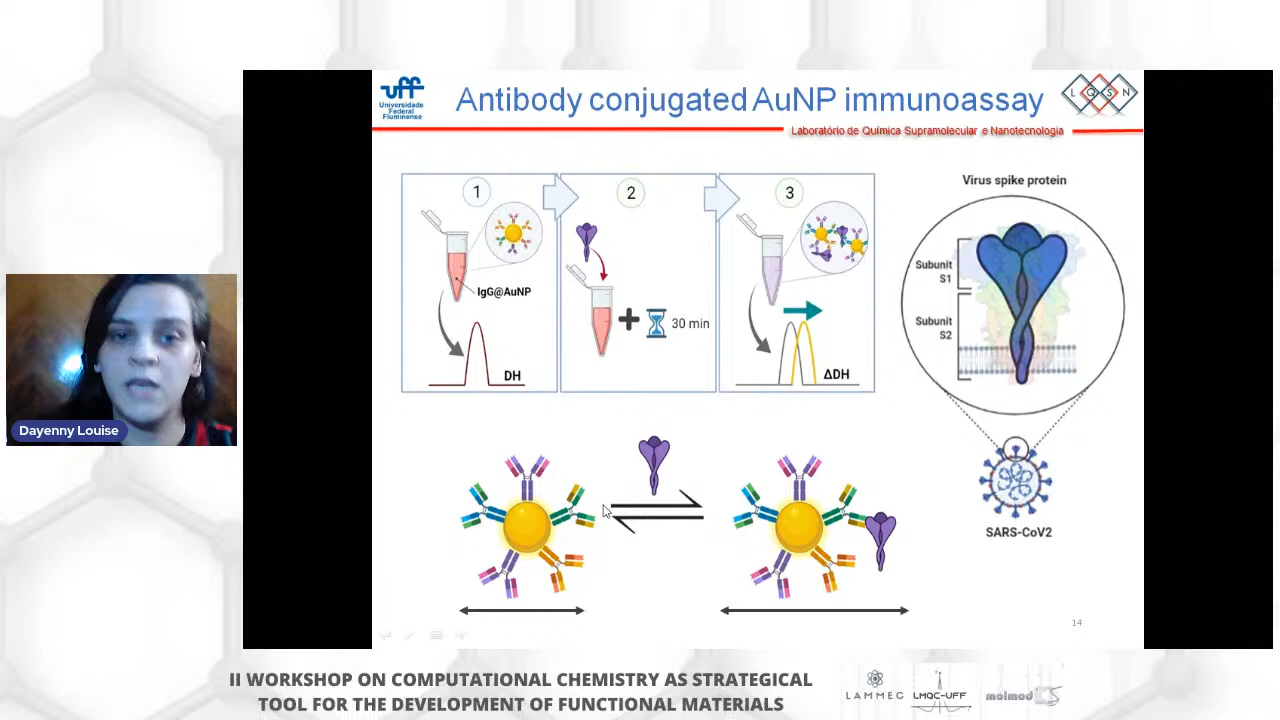 uff
Universidade
Federal
Fluminense
Antibody conjugated AuNP immunoassay
LQSN
Laboratório de Química Supramolecular e Nanotecnologia
1
2
3
IgG@AuNP
DH
30 min
ΔDH
Virus spike protein
Subunit
S1
Subunit
S2
SARS-CoV2
14
Dayenny Louise
II WORKSHOP ON COMPUTATIONAL CHEMISTRY AS STRATEGICAL
TOOL FOR THE DEVELOPMENT OF FUNCTIONAL MATERIALS
LAMMEC
LMQC-UFF
molmod